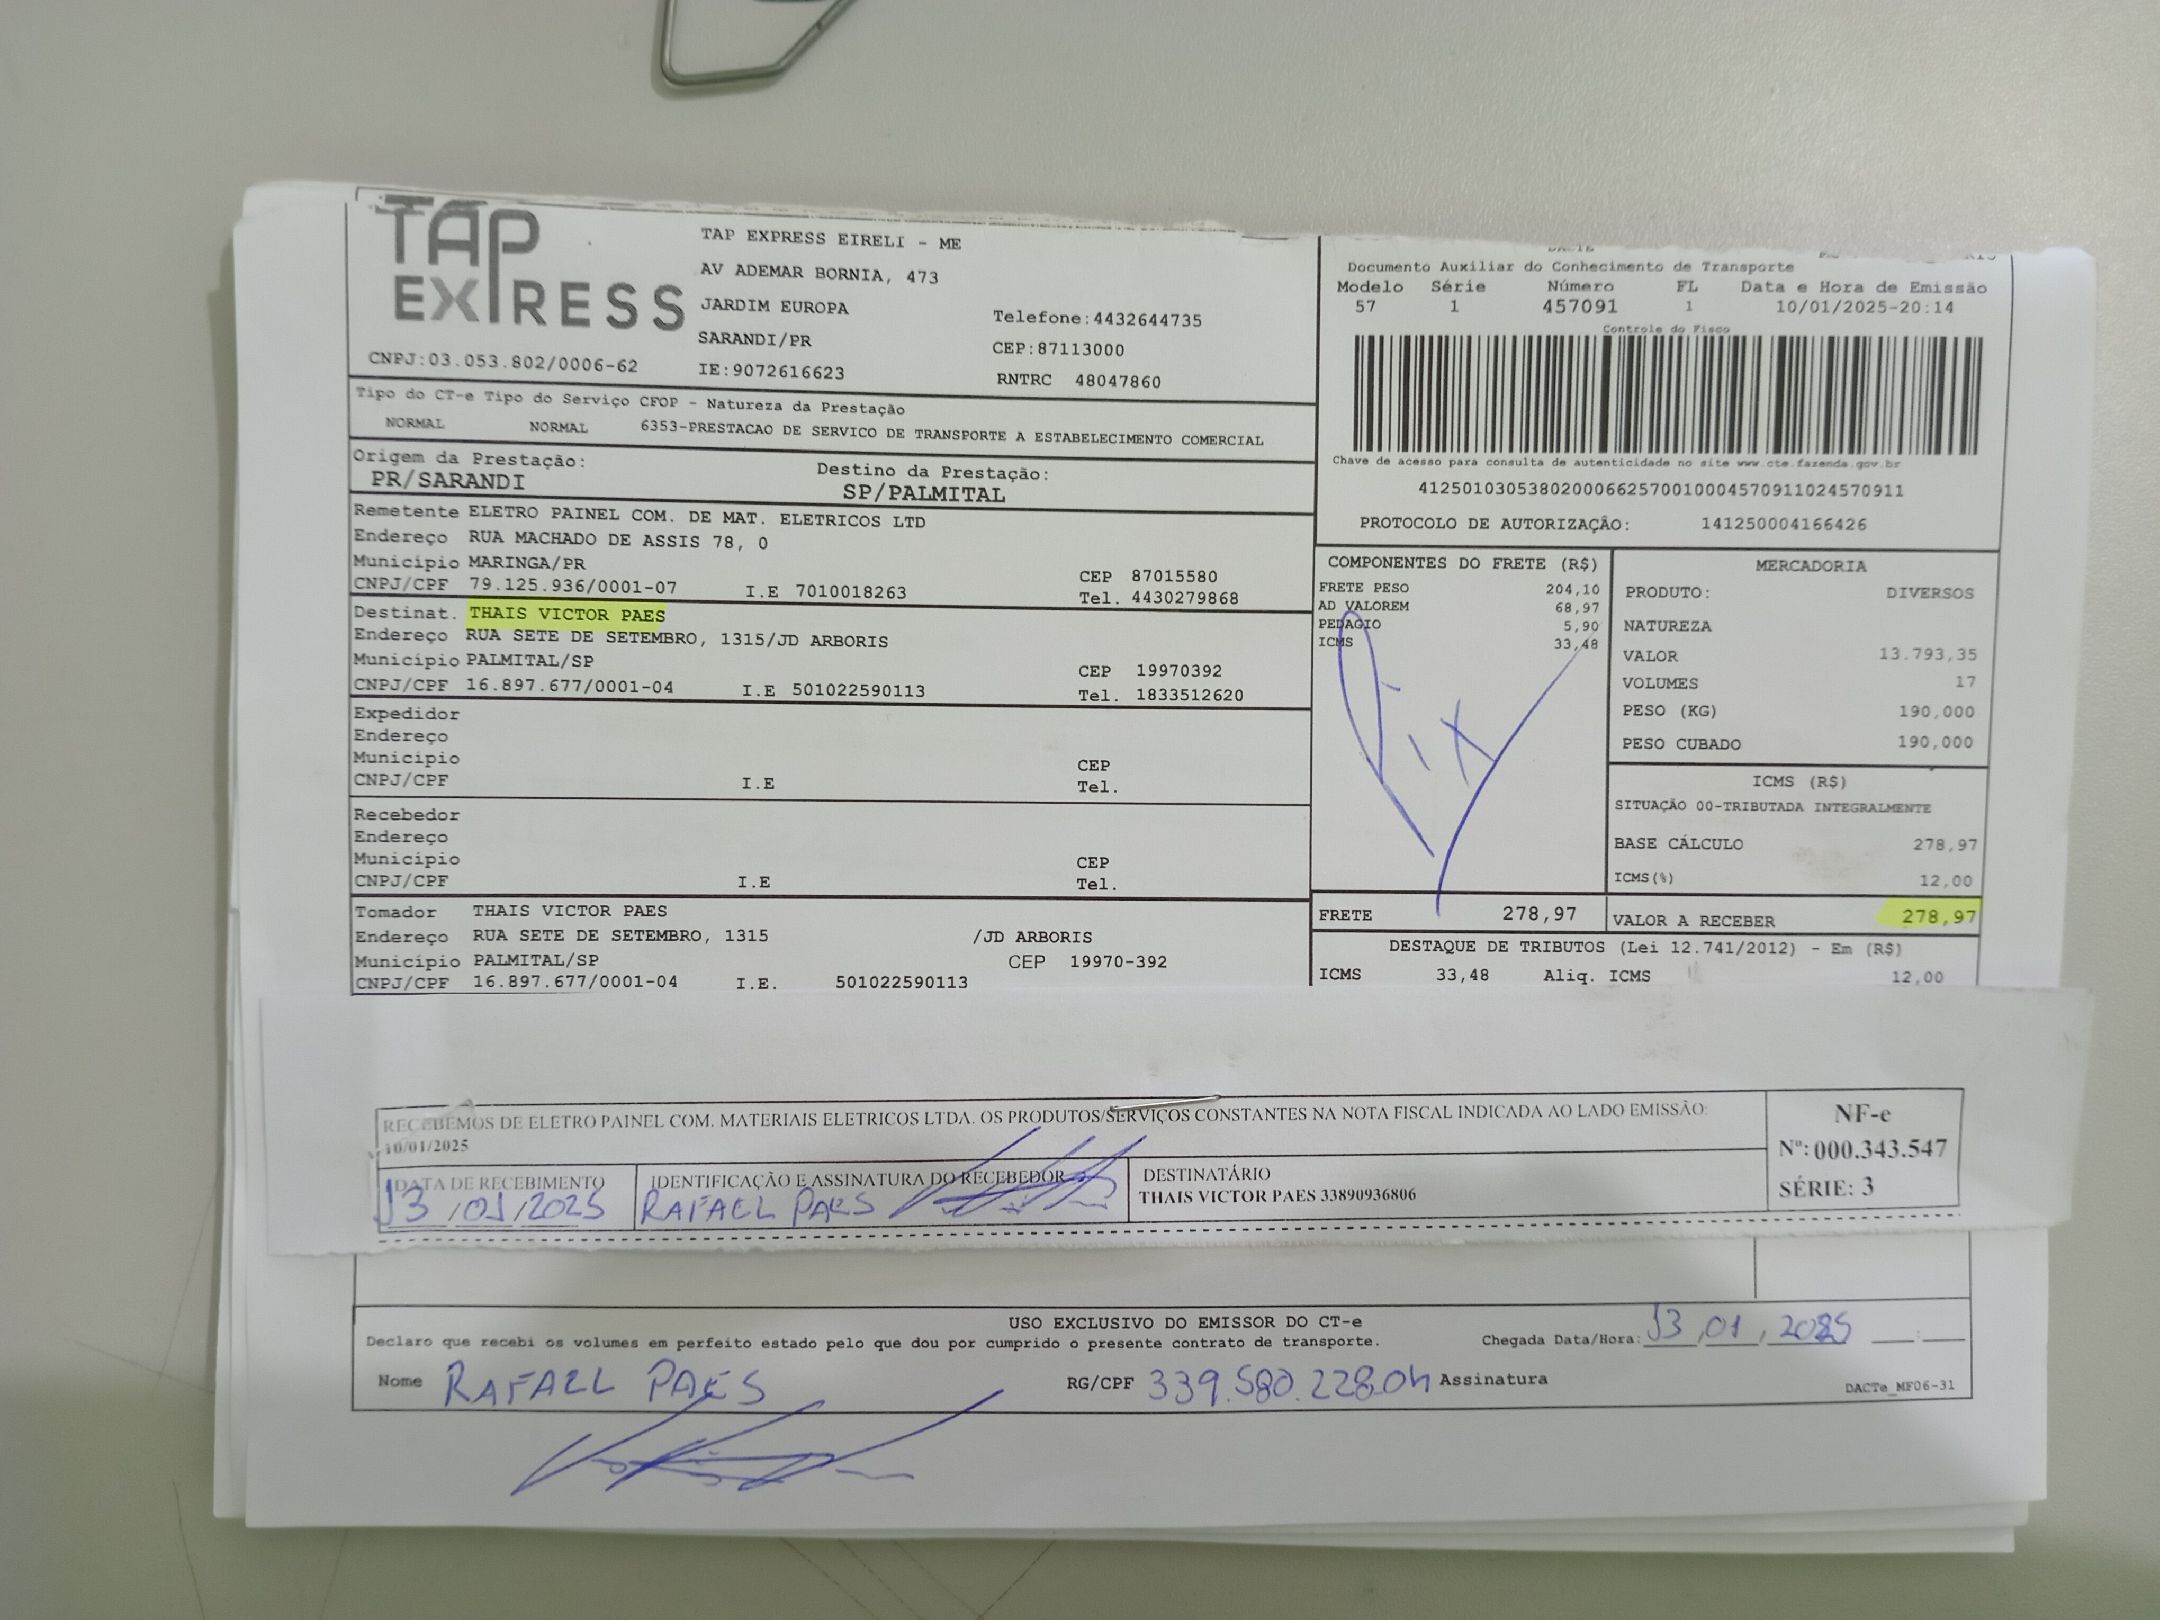 TAP EXPRESS
TAP EXPRESS EIRELI - ME
AV ADEMAR BORNIA, 473
JARDIM EUROPA
Telefone:4432644735
SARANDI/PR
CEP:87113000
CNPJ:03.053.802/0006-62
IE:9072616623
RNTRC 48047860
Documento Auxiliar do Conhecimento de Transporte
Modelo Série Número FL Data e Hora de Emissão
57 1 457091 1 10/01/2025-20:14
Controle do Fisco
Chave de acesso para consulta de autenticidade no site www.cte.fazenda.gov.br
41250103053802000662570010004570911024570911
PROTOCOLO DE AUTORIZAÇÃO: 141250004166426
Tipo do CT-e Tipo do Serviço CFOP - Natureza da Prestação
NORMAL NORMAL 6353-PRESTACAO DE SERVICO DE TRANSPORTE A ESTABELECIMENTO COMERCIAL
Origem da Prestação: Destino da Prestação:
PR/SARANDI SP/PALMITAL
Remetente ELETRO PAINEL COM. DE MAT. ELETRICOS LTD
Endereço RUA MACHADO DE ASSIS 78, 0
Município MARINGA/PR CEP 87015580
CNPJ/CPF 79.125.936/0001-07 I.E 7010018263 Tel. 4430279868
Destinat. THAIS VICTOR PAES
Endereço RUA SETE DE SETEMBRO, 1315/JD ARBORIS
Município PALMITAL/SP CEP 19970392
CNPJ/CPF 16.897.677/0001-04 I.E 501022590113 Tel. 1833512620
Expedidor
Endereço
Município CEP
CNPJ/CPF I.E Tel.
Recebedor
Endereço
Município CEP
CNPJ/CPF I.E Tel.
Tomador THAIS VICTOR PAES
Endereço RUA SETE DE SETEMBRO, 1315 /JD ARBORIS
Município PALMITAL/SP CEP 19970-392
CNPJ/CPF 16.897.677/0001-04 I.E. 501022590113
COMPONENTES DO FRETE (R$)
FRETE PESO 204,10
AD VALOREM 68,97
PEDAGIO 5,90
ICMS 33,48
Pix
MERCADORIA
PRODUTO: DIVERSOS
NATUREZA
VALOR 13.793,35
VOLUMES 17
PESO (KG) 190,000
PESO CUBADO 190,000
ICMS (R$)
SITUAÇÃO 00-TRIBUTADA INTEGRALMENTE
BASE CÁLCULO 278,97
ICMS(%) 12,00
FRETE 278,97 VALOR A RECEBER 278,97
DESTAQUE DE TRIBUTOS (Lei 12.741/2012) - Em (R$)
ICMS 33,48 Aliq. ICMS 12,00
RECEBEMOS DE ELETRO PAINEL COM. MATERIAIS ELETRICOS LTDA. OS PRODUTOS/SERVIÇOS CONSTANTES NA NOTA FISCAL INDICADA AO LADO EMISSÃO:
10/01/2025
DATA DE RECEBIMENTO
13/01/2025
IDENTIFICAÇÃO E ASSINATURA DO RECEBEDOR
RAFAEL PAES
DESTINATÁRIO
THAIS VICTOR PAES 33890936806
NF-e
Nº: 000.343.547
SÉRIE: 3
USO EXCLUSIVO DO EMISSOR DO CT-e
Declaro que recebi os volumes em perfeito estado pelo que dou por cumprido o presente contrato de transporte. Chegada Data/Hora: 13/01/2025 __:__
Nome RAFAEL PAES RG/CPF 339.580.22804 Assinatura
DACTe_MF06-31